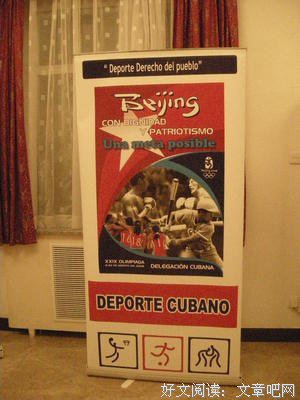 “ Deporte Derecho del pueblo”
Beijing
CON DIGNIDAD
Y PATRIOTISMO
Una meta posible
XXIX OLIMPIADA
DELEGACIÓN CUBANA
DEPORTE CUBANO
好文阅读：文章吧网